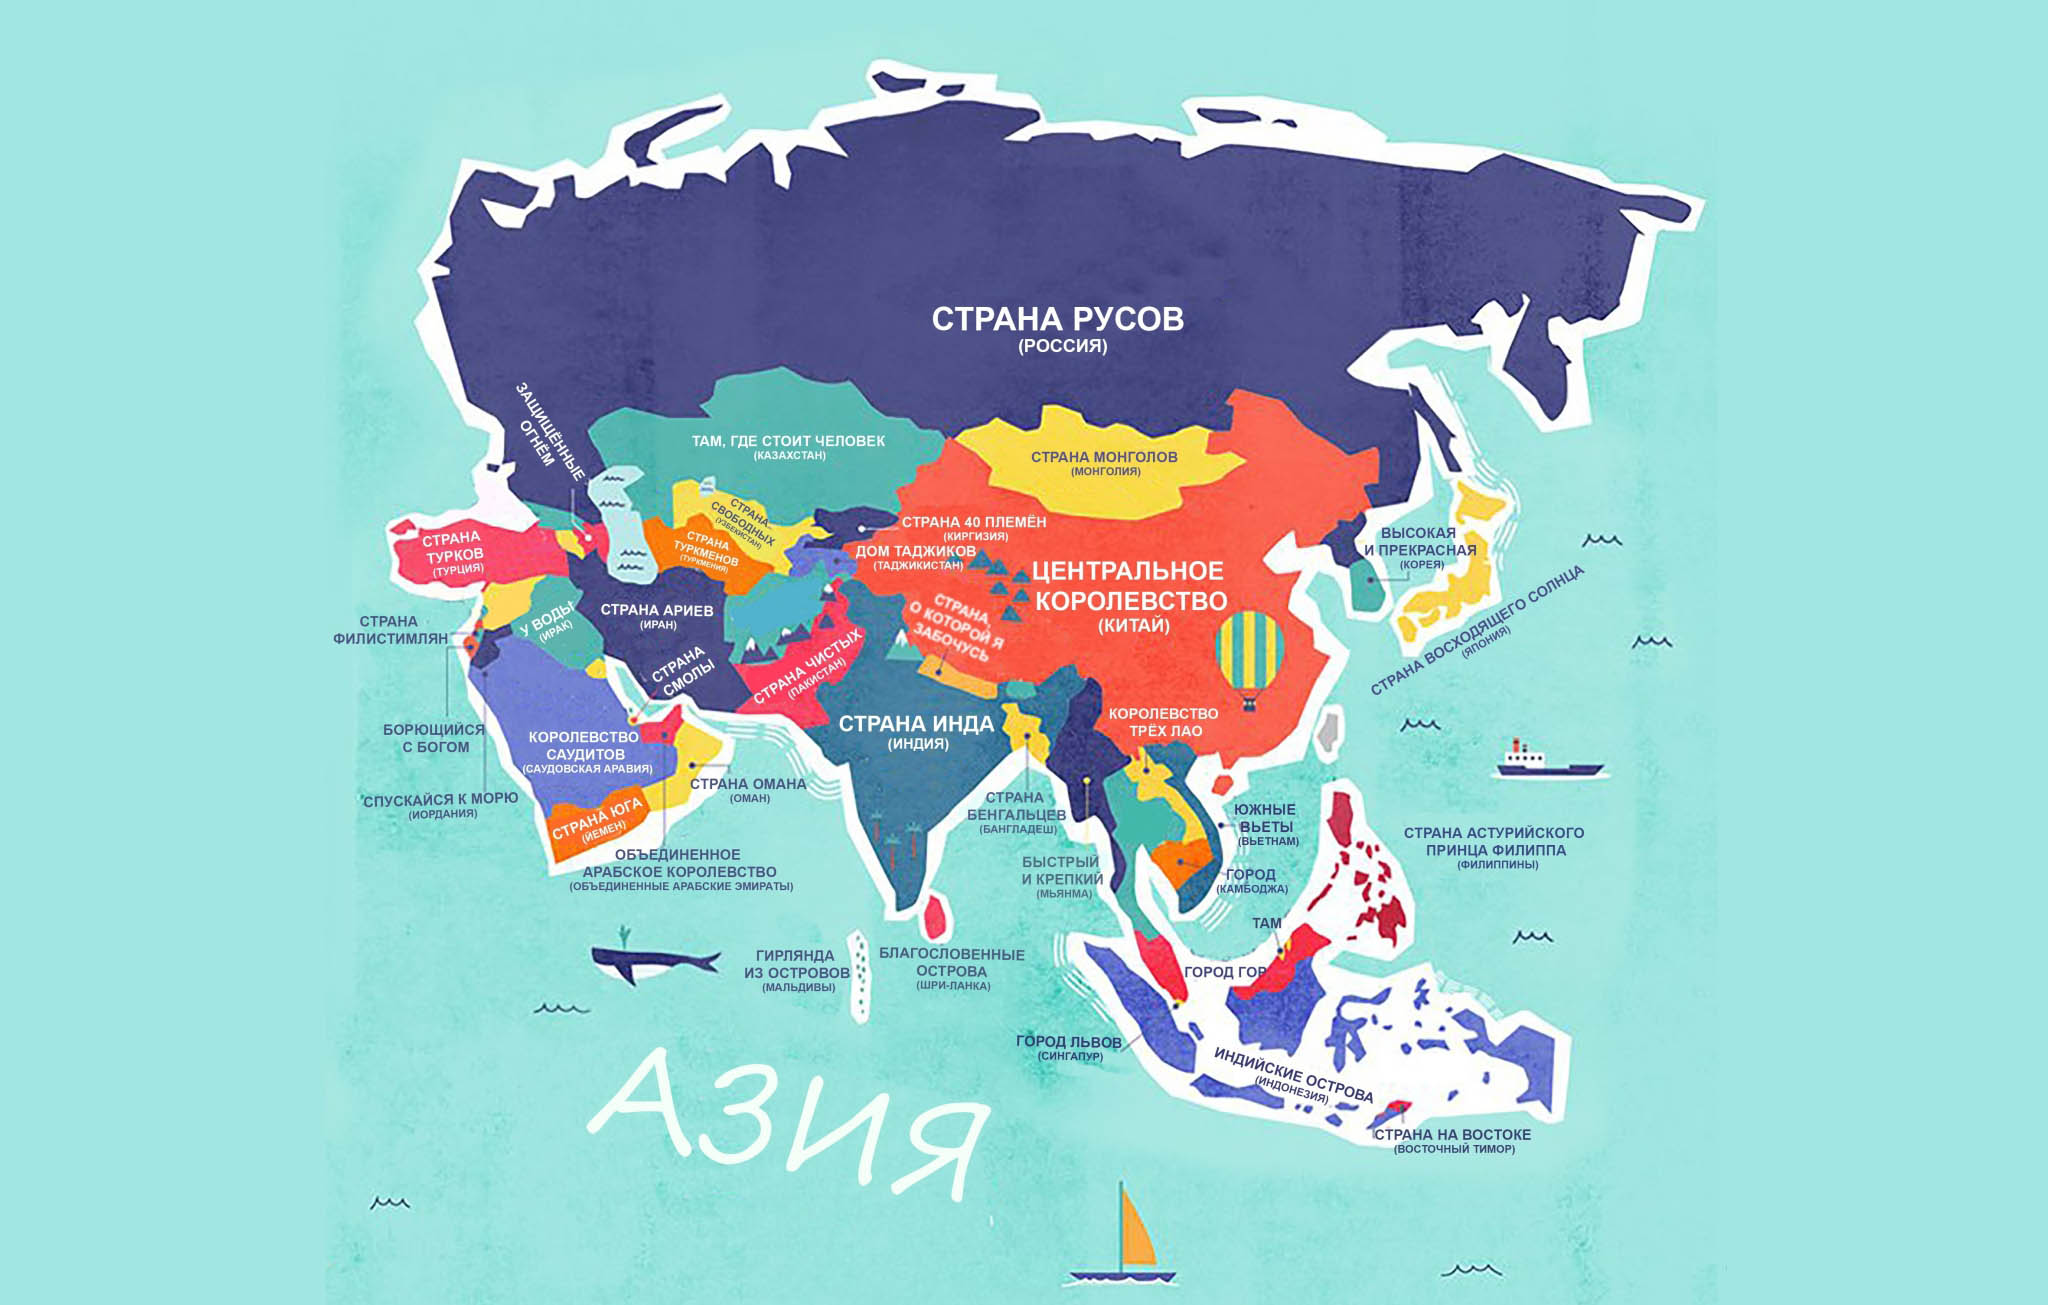 СТРАНА РУСОВ
(РОССИЯ)
ЗАЩИЩЁННЫЕ
ОГНЁМ
ТАМ, ГДЕ СТОИТ ЧЕЛОВЕК
(КАЗАХСТАН)
СТРАНА МОНГОЛОВ
(МОНГОЛИЯ)
СТРАНА
СВОБОДНЫХ
(УЗБЕКИСТАН)
СТРАНА 40 ПЛЕМЁН
(КИРГИЗИЯ)
СТРАНА
ТУРКОВ
(ТУРЦИЯ)
СТРАНА
ТУРКМЕНОВ
(ТУРКМЕНИЯ)
ДОМ ТАДЖИКОВ
(ТАДЖИКИСТАН)
ВЫСОКАЯ
И ПРЕКРАСНАЯ
(КОРЕЯ)
ЦЕНТРАЛЬНОЕ
КОРОЛЕВСТВО
(КИТАЙ)
СТРАНА ВОСХОДЯЩЕГО СОЛНЦА
(ЯПОНИЯ)
СТРАНА
ФИЛИСТИМЛЯН
У ВОДЫ
(ИРАК)
СТРАНА АРИЕВ
(ИРАН)
СТРАНА,
О КОТОРОЙ Я
ЗАБОЧУСЬ
СТРАНА
СМОЛЫ
СТРАНА ЧИСТЫХ
(ПАКИСТАН)
БОРЮЩИЙСЯ
С БОГОМ
КОРОЛЕВСТВО
САУДИТОВ
(САУДОВСКАЯ АРАВИЯ)
СТРАНА ИНДА
(ИНДИЯ)
КОРОЛЕВСТВО
ТРЁХ ЛАО
СПУСКАЙСЯ К МОРЮ
(ИОРДАНИЯ)
СТРАНА ЮГА
(ЙЕМЕН)
СТРАНА ОМАНА
(ОМАН)
СТРАНА
БЕНГАЛЬЦЕВ
(БАНГЛАДЕШ)
ЮЖНЫЕ
ВЬЕТЫ
(ВЬЕТНАМ)
СТРАНА АСТУРИЙСКОГО
ПРИНЦА ФИЛИППА
(ФИЛИППИНЫ)
ОБЪЕДИНЕННОЕ
АРАБСКОЕ КОРОЛЕВСТВО
(ОБЪЕДИНЕННЫЕ АРАБСКИЕ ЭМИРАТЫ)
БЫСТРЫЙ
И КРЕПКИЙ
(МЬЯНМА)
ГОРОД
(КАМБОДЖА)
ТАМ
ГИРЛЯНДА
ИЗ ОСТРОВОВ
(МАЛЬДИВЫ)
БЛАГОСЛОВЕННЫЕ
ОСТРОВА
(ШРИ-ЛАНКА)
ГОРОД ГОР
ГОРОД ЛЬВОВ
(СИНГАПУР)
ИНДИЙСКИЕ ОСТРОВА
(ИНДОНЕЗИЯ)
СТРАНА НА ВОСТОКЕ
(ВОСТОЧНЫЙ ТИМОР)
АЗИЯ